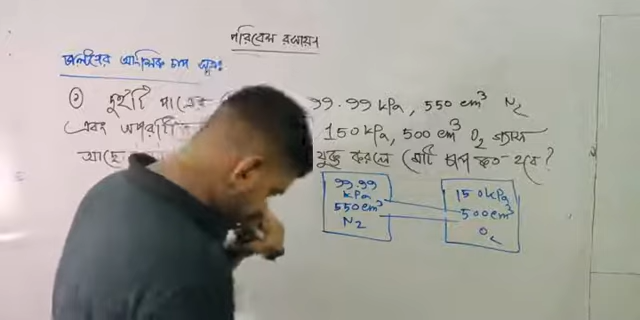 পরিবেশ রসায়ন
ডাল্টনের আংশিক চাপ সূত্রঃ
② দুইটি পাত্রের 99.99 kPa, 550 cm³ N₂
এবং অপরটি 150 kPa, 500 cm³ O₂ গ্যাস
আছে যুক্ত করলে মোট চাপ কত হবে?
99.99
kPa
550cm³
N₂
150kPa
500cm³
O₂